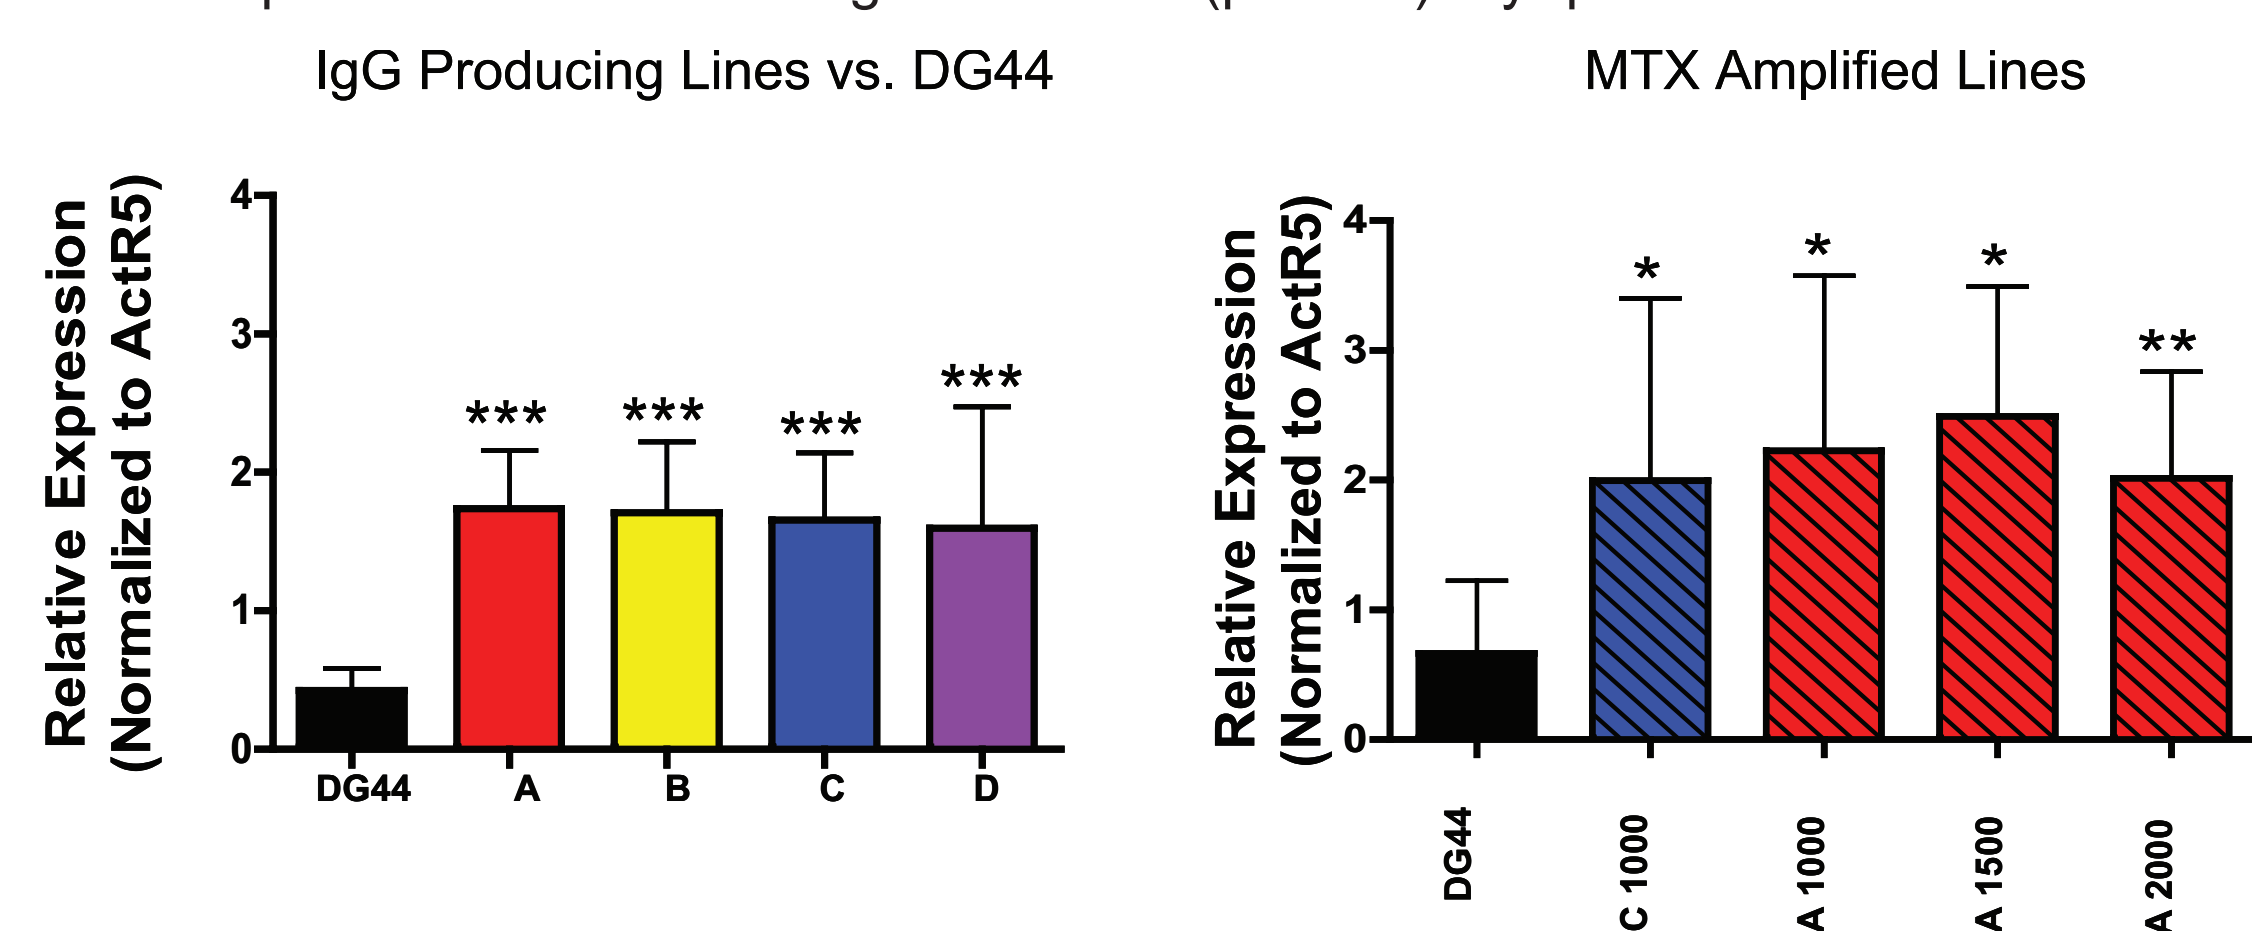 IgG Producing Lines vs. DG44
Relative Expression
(Normalized to ActR5)
4
3
2
1
0
***
***
***
***
DG44 A B C D
MTX Amplified Lines
Relative Expression
(Normalized to ActR5)
4
3
2
1
0
*
*
*
**
DG44
C 1000
A 1000
A 1500
A 2000